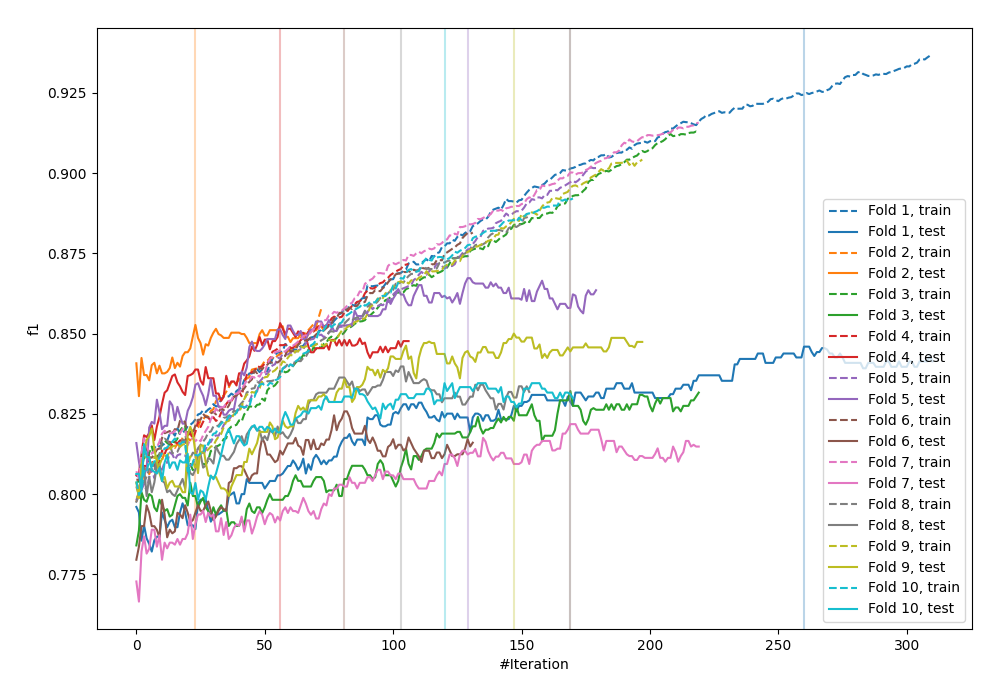 0.925
0.900
0.875
0.850
0.825
0.800
0.775
f1
0
50
100
150
200
250
300
#Iteration
Fold 1, train
Fold 1, test
Fold 2, train
Fold 2, test
Fold 3, train
Fold 3, test
Fold 4, train
Fold 4, test
Fold 5, train
Fold 5, test
Fold 6, train
Fold 6, test
Fold 7, train
Fold 7, test
Fold 8, train
Fold 8, test
Fold 9, train
Fold 9, test
Fold 10, train
Fold 10, test